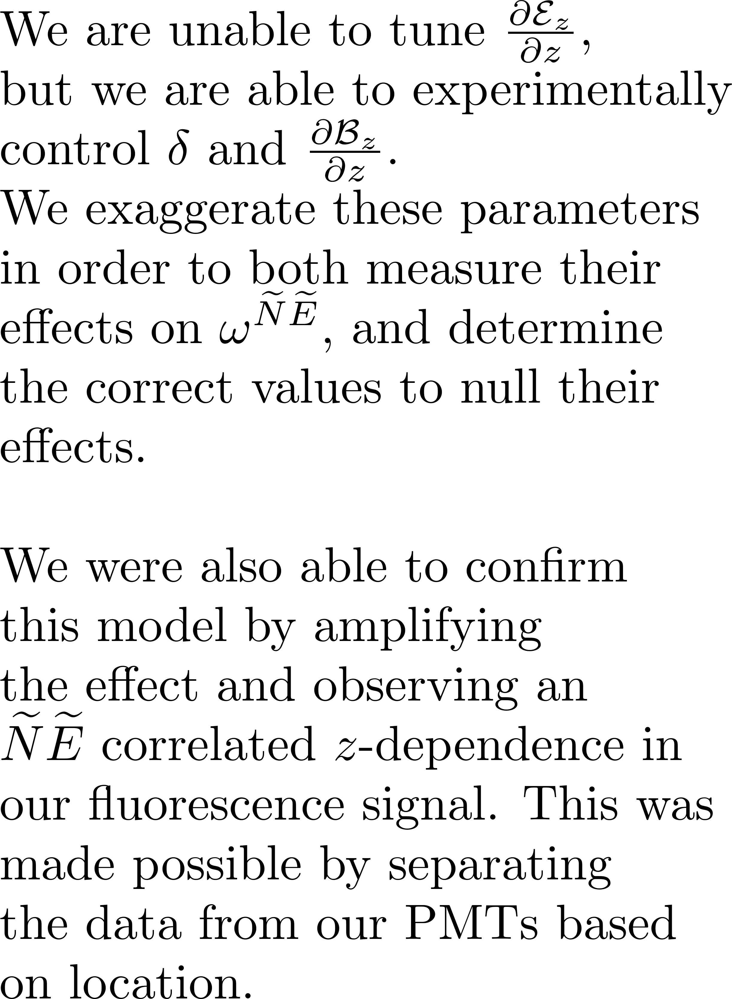 We are unable to tune $\frac{\partial \mathcal{E}_z}{\partial z}$,
but we are able to experimentally
control $\delta$ and $\frac{\partial \mathcal{B}_z}{\partial z}$.
We exaggerate these parameters
in order to both measure their
effects on $\omega^{\widetilde{N}\widetilde{E}}$, and determine
the correct values to null their
effects.
We were also able to confirm
this model by amplifying
the effect and observing an
$\widetilde{N}\widetilde{E}$ correlated $z$-dependence in
our fluorescence signal. This was
made possible by separating
the data from our PMTs based
on location.